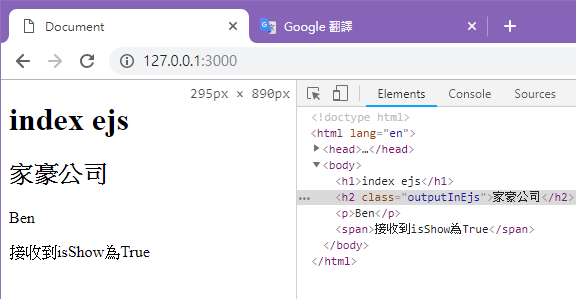 Document
Google 翻譯
127.0.0.1:3000
295px × 890px
Elements Console Sources
index ejs
家豪公司
Ben
接收到isShow為True
<!doctype html>
<html lang="en">
<head>…</head>
<body>
<h1>index ejs</h1>
<h2 class="outputInEjs">家豪公司</h2>
<p>Ben</p>
<span>接收到isShow為True</span>
</body>
</html>